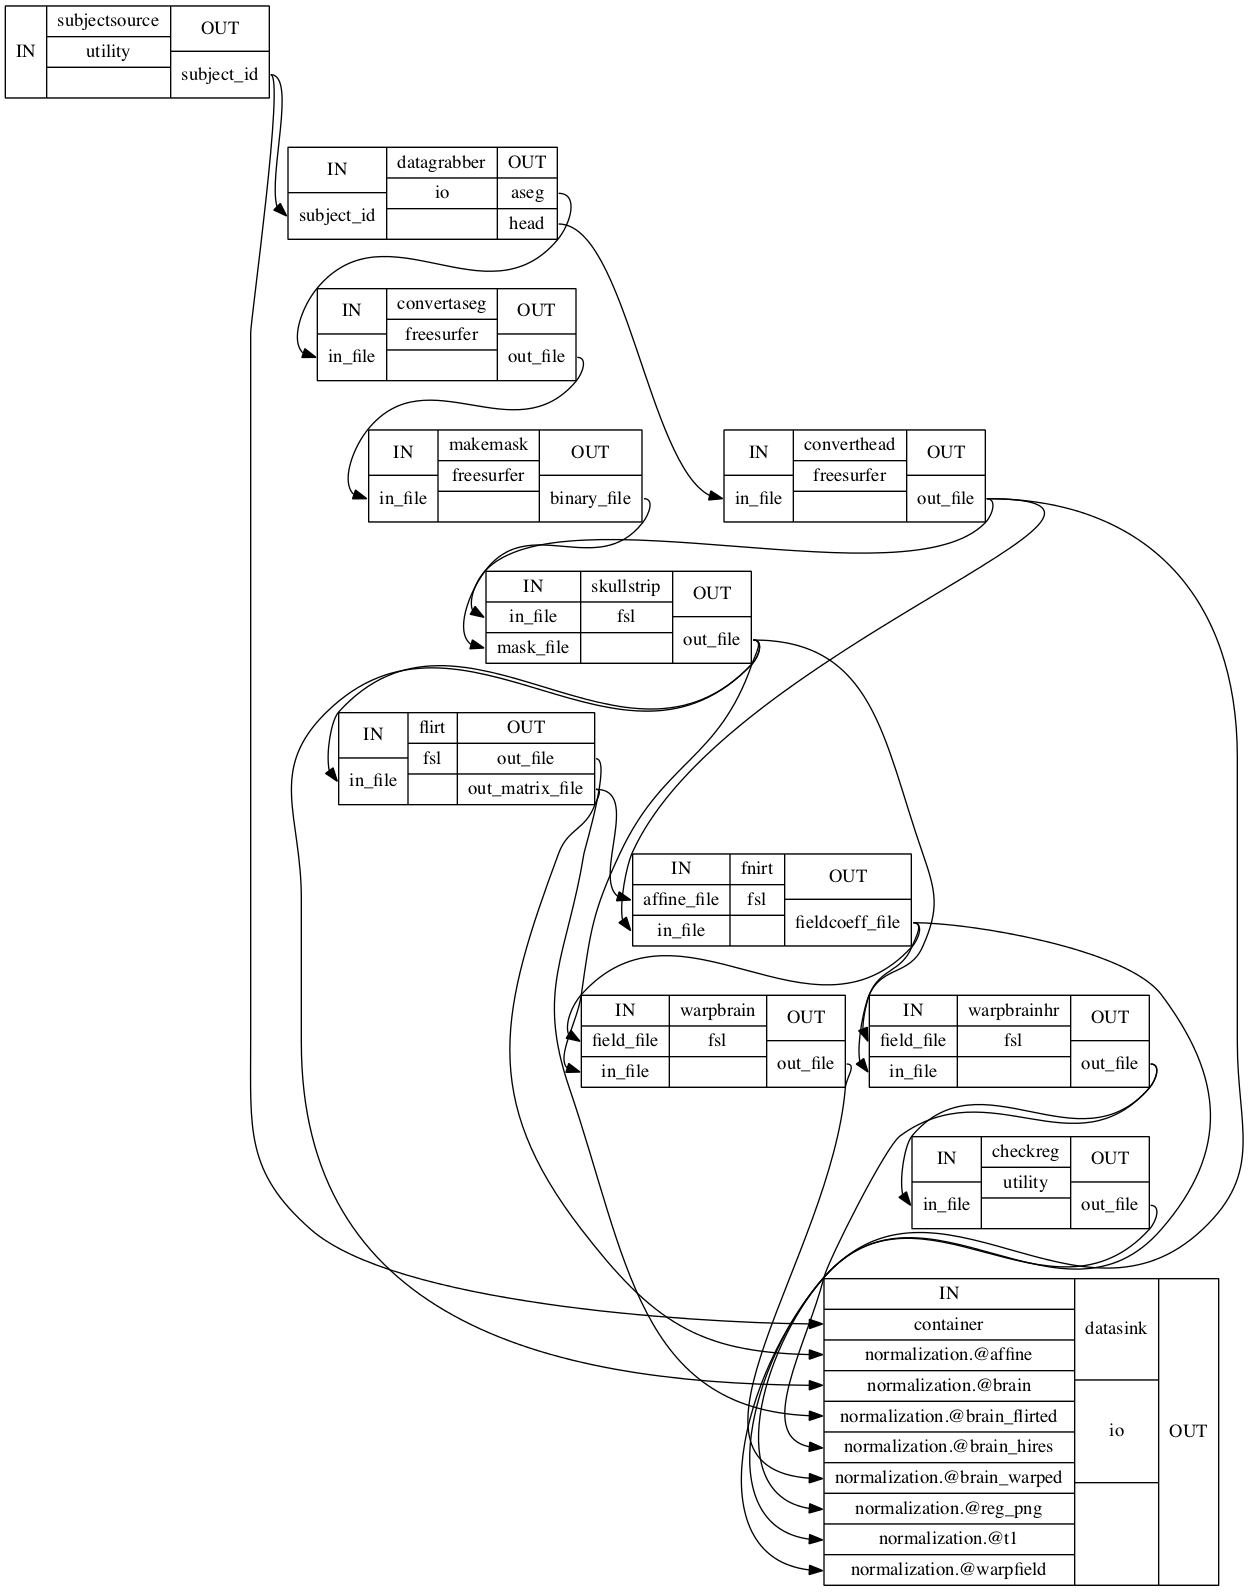 IN
subjectsource
utility
OUT
subject_id
IN
subject_id
datagrabber
io
OUT
aseg
head
IN
in_file
convertaseg
freesurfer
OUT
out_file
IN
in_file
makemask
freesurfer
OUT
binary_file
IN
in_file
converthead
freesurfer
OUT
out_file
IN
in_file
mask_file
skullstrip
fsl
OUT
out_file
IN
in_file
flirt
fsl
OUT
out_file
out_matrix_file
IN
affine_file
in_file
fnirt
fsl
OUT
fieldcoeff_file
IN
field_file
in_file
warpbrain
fsl
OUT
out_file
IN
field_file
in_file
warpbrainhr
fsl
OUT
out_file
IN
in_file
checkreg
utility
OUT
out_file
IN
container
normalization.@affine
normalization.@brain
normalization.@brain_flirted
normalization.@brain_hires
normalization.@brain_warped
normalization.@reg_png
normalization.@t1
normalization.@warpfield
datasink
io
OUT